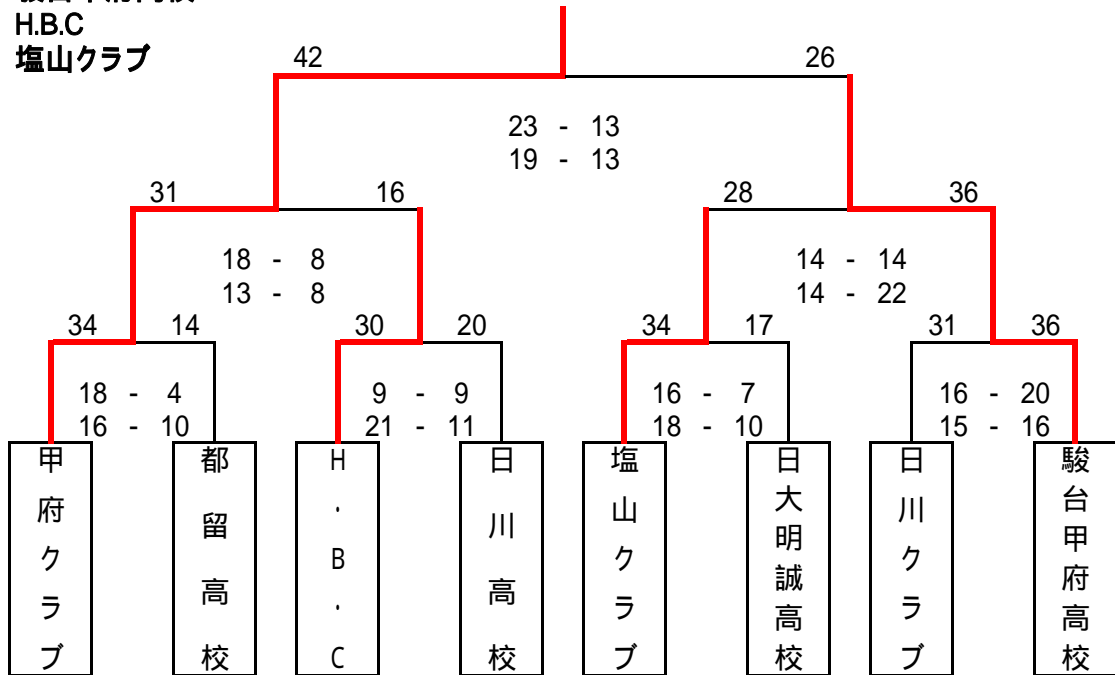 H.B.C
塩山クラブ
42 26
23 - 13
19 - 13
31 16 28 36
18 - 8 14 - 14
13 - 8 14 - 22
34 14 30 20 34 17 31 36
18 - 4 9 - 9 16 - 7 16 - 20
16 - 10 21 - 11 18 - 10 15 - 16
甲府クラブ
都留高校
H・B・C
日川高校
塩山クラブ
日大明誠高校
日川クラブ
駿台甲府高校